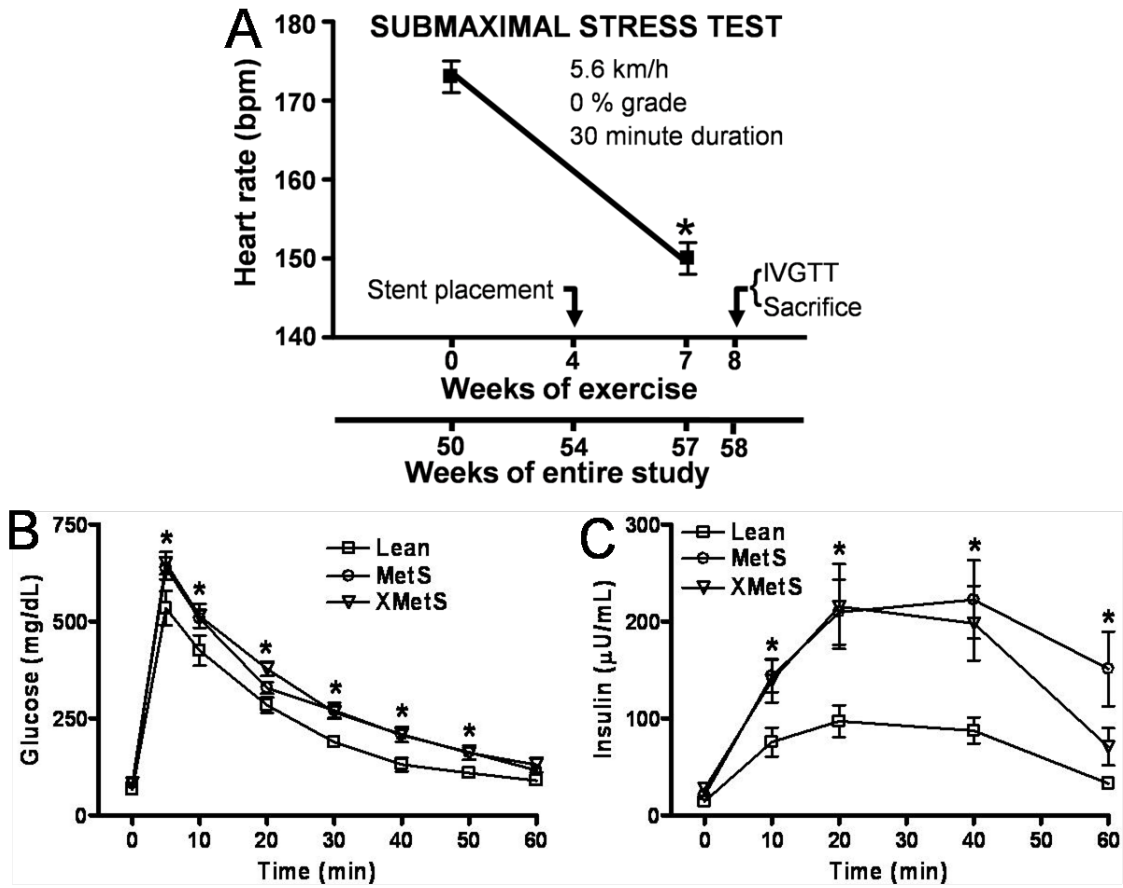 A
SUBMAXIMAL STRESS TEST
5.6 km/h
0 % grade
30 minute duration
Heart rate (bpm)
180
170
160
150
140
*
Stent placement
IVGTT
Sacrifice
0 4 7 8
Weeks of exercise
50 54 57 58
Weeks of entire study
B
Glucose (mg/dL)
750
500
250
0
Lean
MetS
XMetS
* * * * * *
0 10 20 30 40 50 60
Time (min)
C
Insulin (µU/mL)
300
200
100
0
Lean
MetS
XMetS
* * * *
0 10 20 30 40 50 60
Time (min)